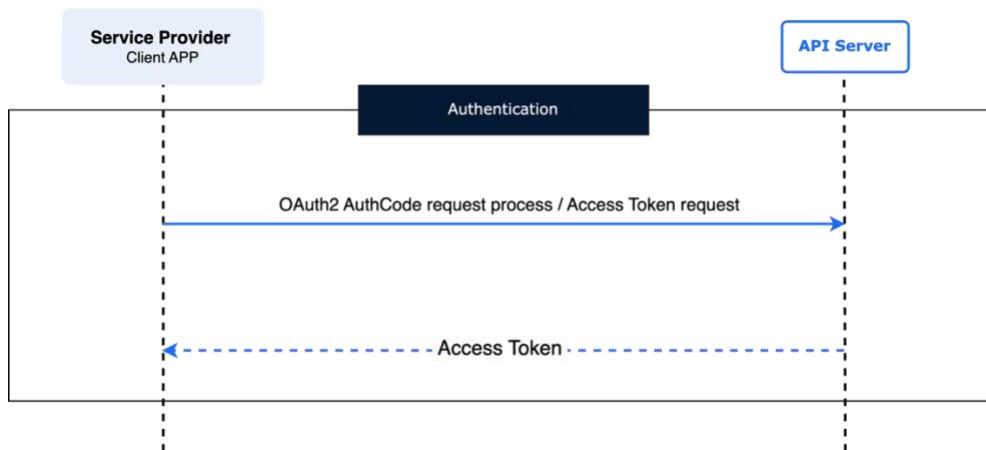 Service Provider
Client APP
API Server
Authentication
OAuth2 AuthCode request process / Access Token request
Access Token